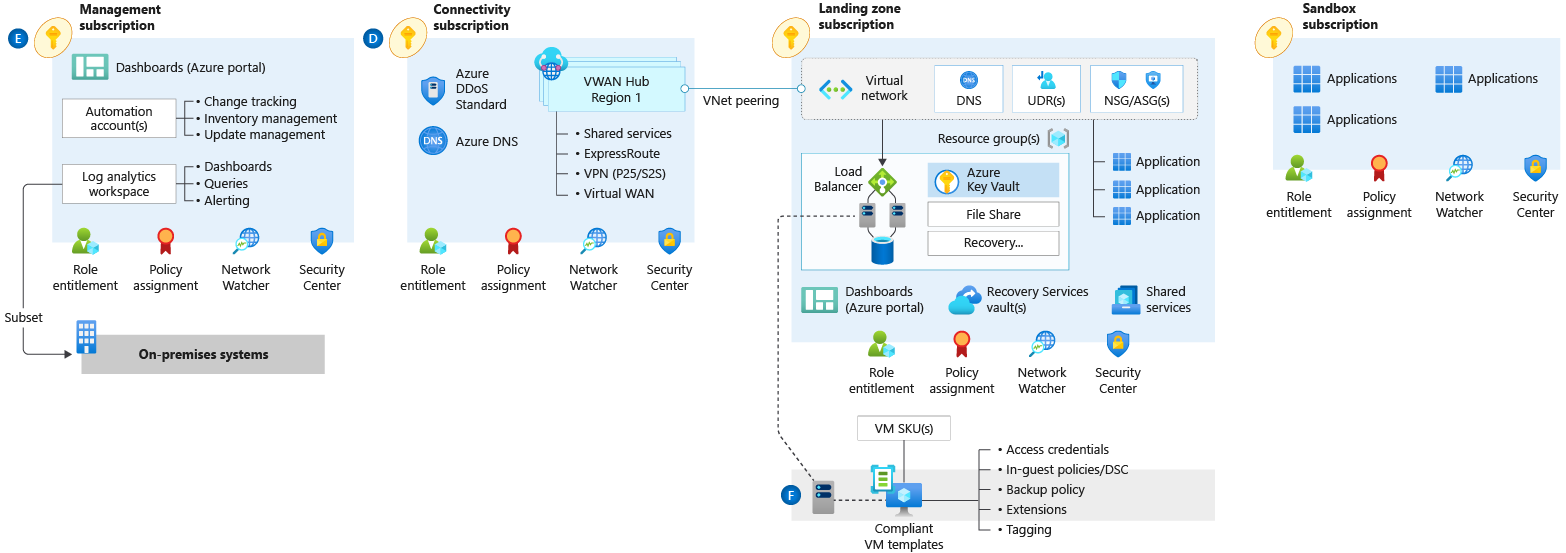 Management
subscription
E
Dashboards (Azure portal)
Automation
account(s)
• Change tracking
• Inventory management
• Update management
Log analytics
workspace
• Dashboards
• Queries
• Alerting
Role
entitlement
Policy
assignment
Network
Watcher
Security
Center
Subset
On-premises systems
Connectivity
subscription
D
Azure
DDoS
Standard
DNS
Azure DNS
VWAN Hub
Region 1
• Shared services
• ExpressRoute
• VPN (P25/S2S)
• Virtual WAN
VNet peering
Role
entitlement
Policy
assignment
Network
Watcher
Security
Center
Landing zone
subscription
Virtual
network
DNS
DNS
UDR(s)
NSG/ASG(s)
Resource group(s)
Load
Balancer
Azure
Key Vault
File Share
Recovery...
Application
Application
Application
Dashboards
(Azure portal)
Recovery Services
vault(s)
Shared
services
Role
entitlement
Policy
assignment
Network
Watcher
Security
Center
VM SKU(s)
F
Compliant
VM templates
• Access credentials
• In-guest policies/DSC
• Backup policy
• Extensions
• Tagging
Sandbox
subscription
Applications
Applications
Applications
Role
entitlement
Policy
assignment
Network
Watcher
Security
Center